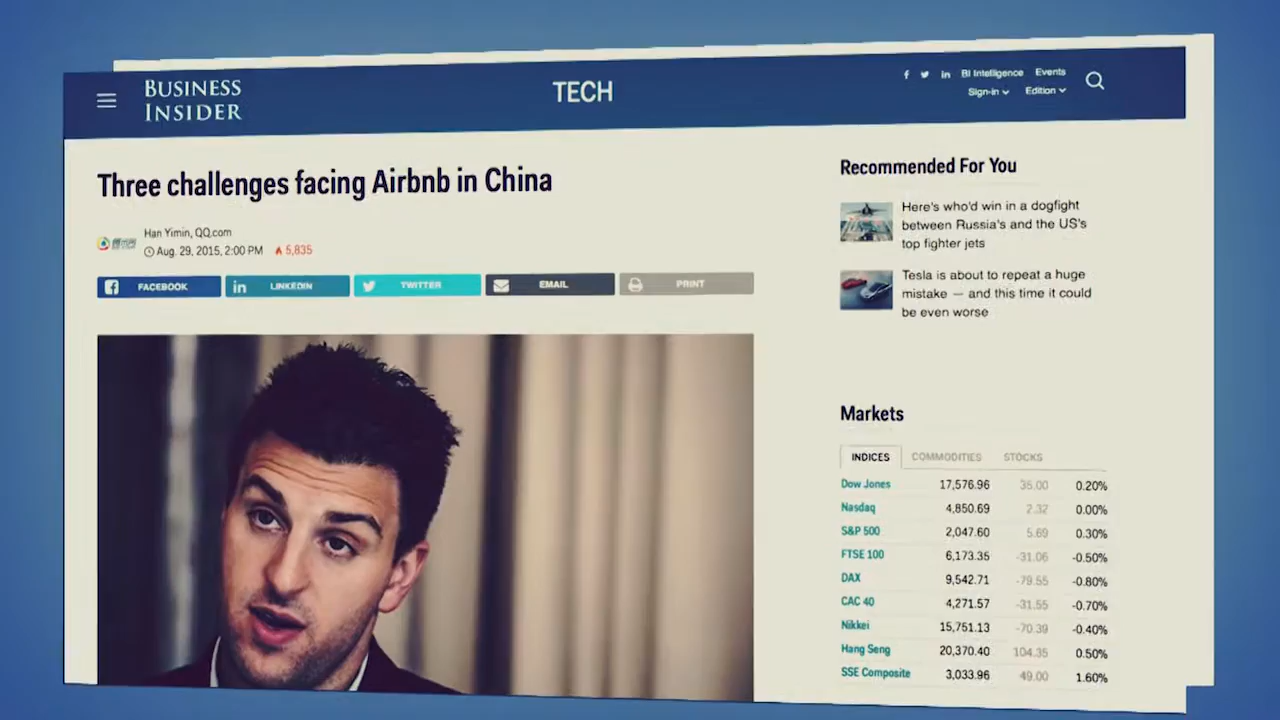 BUSINESS
INSIDER
TECH
BI Intelligence Events
Sign-in Edition
Three challenges facing Airbnb in China
Han Yimin, QQ.com
Aug. 29, 2015, 2:00 PM 5,835
FACEBOOK LINKEDIN TWITTER EMAIL PRINT
Recommended For You
Here's who'd win in a dogfight
between Russia's and the US's
top fighter jets
Tesla is about to repeat a huge
mistake — and this time it could
be even worse
Markets
INDICES COMMODITIES STOCKS
Dow Jones 17,576.96 35.00 0.20%
Nasdaq 4,850.69 2.32 0.00%
S&P 500 2,047.60 5.69 0.30%
FTSE 100 6,173.35 -31.06 -0.50%
DAX 9,542.71 -79.55 -0.80%
CAC 40 4,271.57 -31.55 -0.70%
Nikkei 15,751.13 -70.39 -0.40%
Hang Seng 20,370.40 104.35 0.50%
SSE Composite 3,033.96 49.00 1.60%